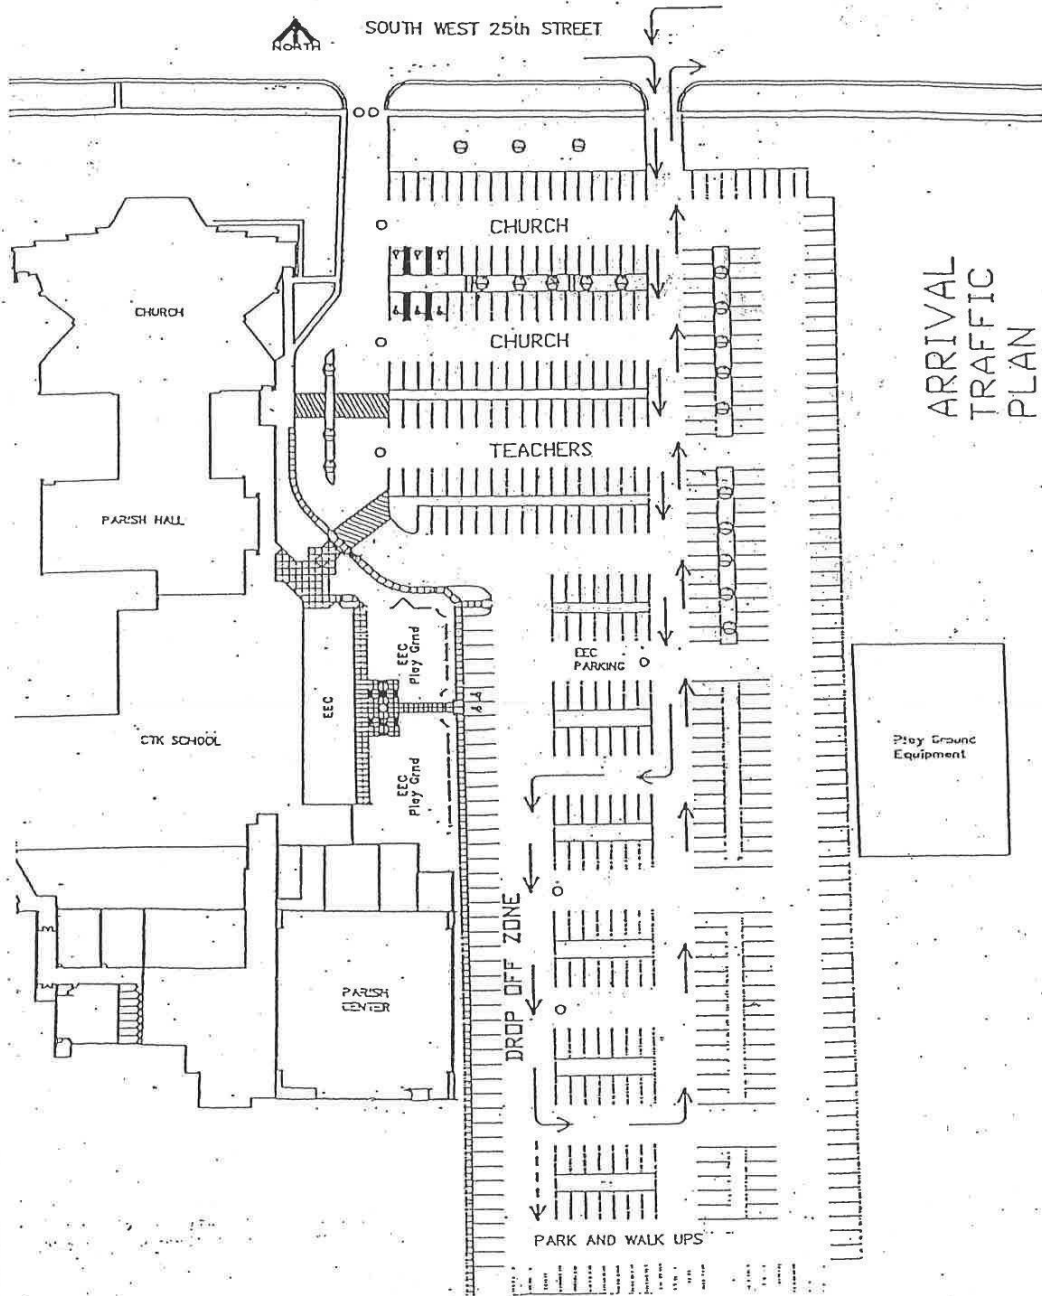 SOUTH WEST 25th STREET
NORTH
CHURCH
CHURCH
CHURCH
ARRIVAL
TRAFFIC
PLAN
TEACHERS
PARISH HALL
EEC
Play Grnd
EEC
PARKING
EEC
CTK SCHOOL
Play Ground
Equipment
EEC
Play Grnd
DROP OFF ZONE
PARISH
CENTER
PARK AND WALK UPS